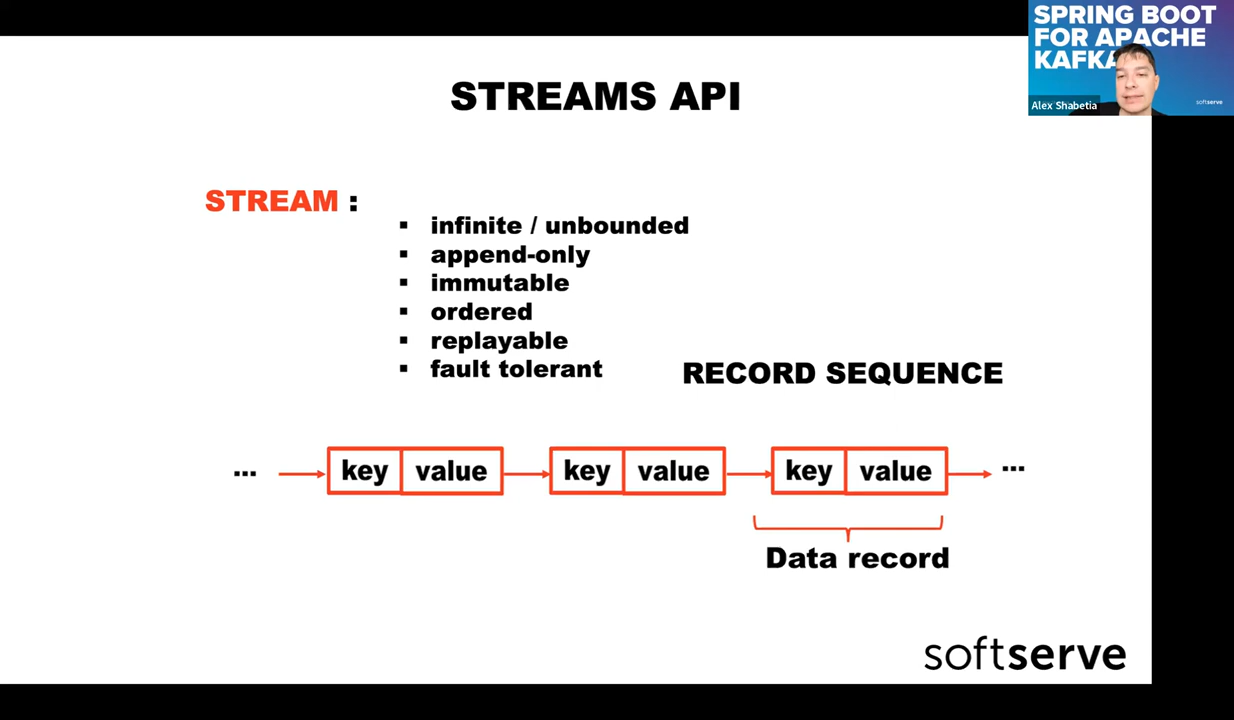 SPRING BOOT
FOR APACHE
KAFKA
Alex Shabetia
softserve
STREAMS API
STREAM :
▪ infinite / unbounded
▪ append-only
▪ immutable
▪ ordered
▪ replayable
▪ fault tolerant
RECORD SEQUENCE
... key value key value key value ...
Data record
softserve